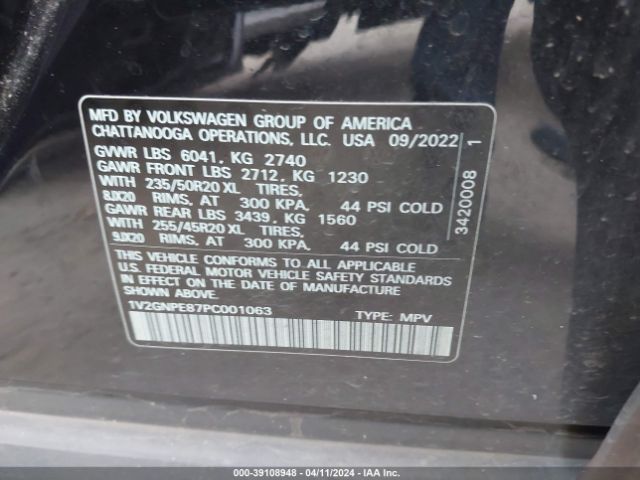 MFD BY VOLKSWAGEN GROUP OF AMERICA
CHATTANOOGA OPERATIONS, LLC. USA 09/2022
GVWR LBS 6041, KG 2740
GAWR FRONT LBS 2712, KG 1230
WITH 235/50R20 XL TIRES,
8JX20 RIMS, AT 300 KPA. 44 PSI COLD
GAWR REAR LBS 3439, KG 1560
WITH 255/45R20 XL TIRES,
9JX20 RIMS, AT 300 KPA. 44 PSI COLD
THIS VEHICLE CONFORMS TO ALL APPLICABLE
U.S. FEDERAL MOTOR VEHICLE SAFETY STANDARDS
IN EFFECT ON THE DATE OF MANUFACTURE
SHOWN ABOVE.
1V2GNPE87PC001063 TYPE: MPV
3420008 1
000-39108948 - 04/11/2024 - IAA Inc.